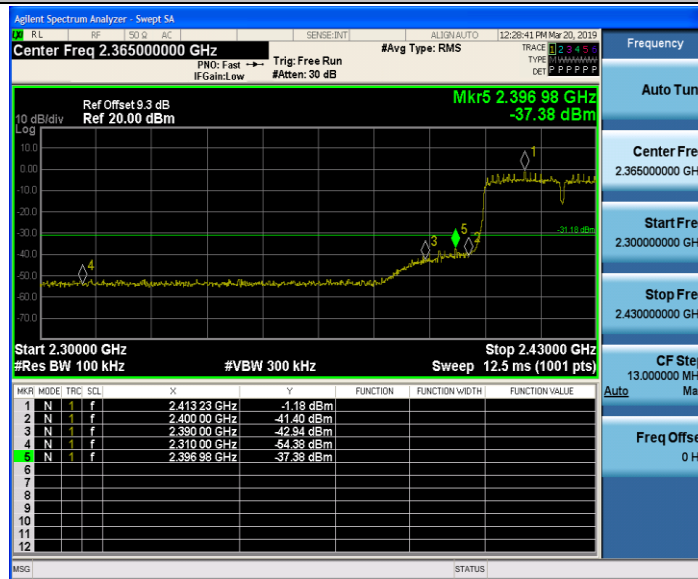 Agilent Spectrum Analyzer - Swept SA
RL RF 50 Ω AC SENSE:INT ALIGNAUTO 12:28:41 PM Mar 20, 2019
Center Freq 2.365000000 GHz #Avg Type: RMS TRACE 1 2 3 4 5 6
PNO: Fast Trig: Free Run TYPE M WWWWW
IFGain:Low #Atten: 30 dB DET P P P P P P
Mkr5 2.396 98 GHz
Ref Offset 9.3 dB
10 dB/div Ref 20.00 dBm -37.38 dBm
Log
10.0
0.00
-10.0
-20.0
-30.0
-40.0
-50.0
-60.0
-70.0
1
-31.18 dBm
5
2
3
4
Start 2.30000 GHz Stop 2.43000 GHz
#Res BW 100 kHz #VBW 300 kHz Sweep 12.5 ms (1001 pts)
MKR MODE TRC SCL X Y FUNCTION FUNCTION WIDTH FUNCTION VALUE
1 N 1 f 2.413 23 GHz -1.18 dBm
2 N 1 f 2.400 00 GHz -41.40 dBm
3 N 1 f 2.390 00 GHz -42.94 dBm
4 N 1 f 2.310 00 GHz -54.38 dBm
5 N 1 f 2.396 98 GHz -37.38 dBm
6
7
8
9
10
11
12
MSG STATUS
Frequency
Auto Tun
Center Fre
2.365000000 GH
Start Fre
2.300000000 GH
Stop Fre
2.430000000 GH
CF Ste
13.000000 MH
Auto Ma
Freq Offse
0 H